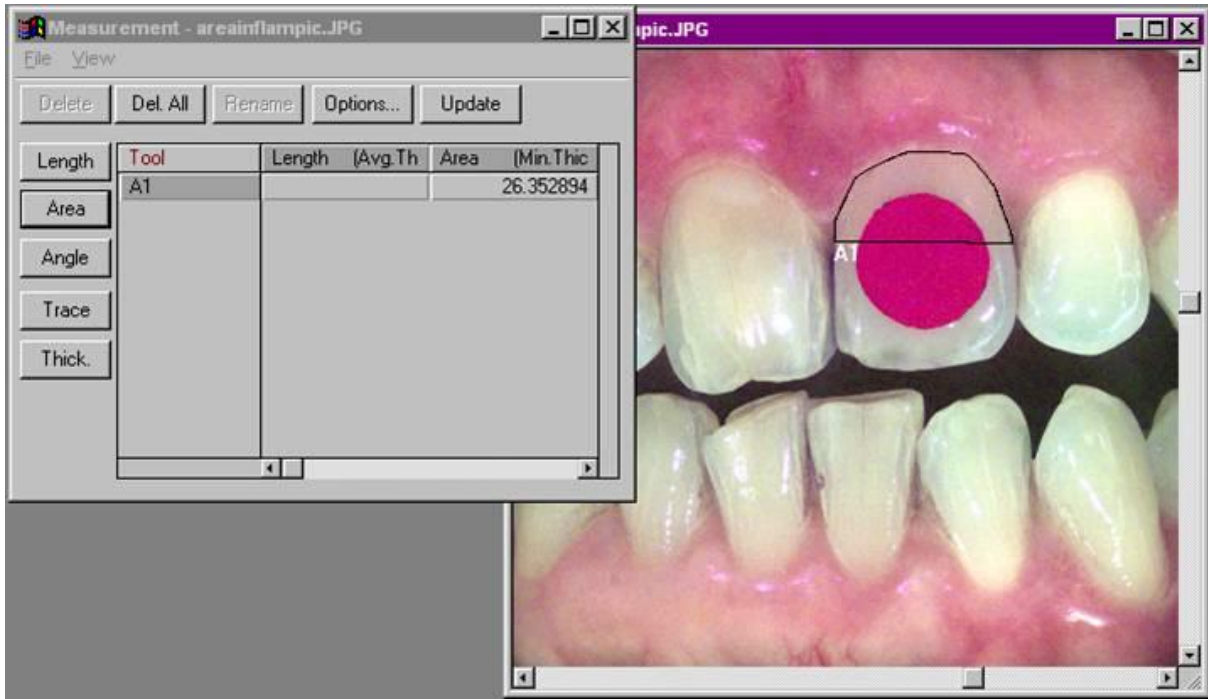 Measurement - areainflampic.JPG
File View
Delete Del. All Rename Options... Update
Length
Area
Angle
Trace
Thick.
Tool Length (Avg.Th Area (Min.Thic
A1 26.352894
pic.JPG
A1